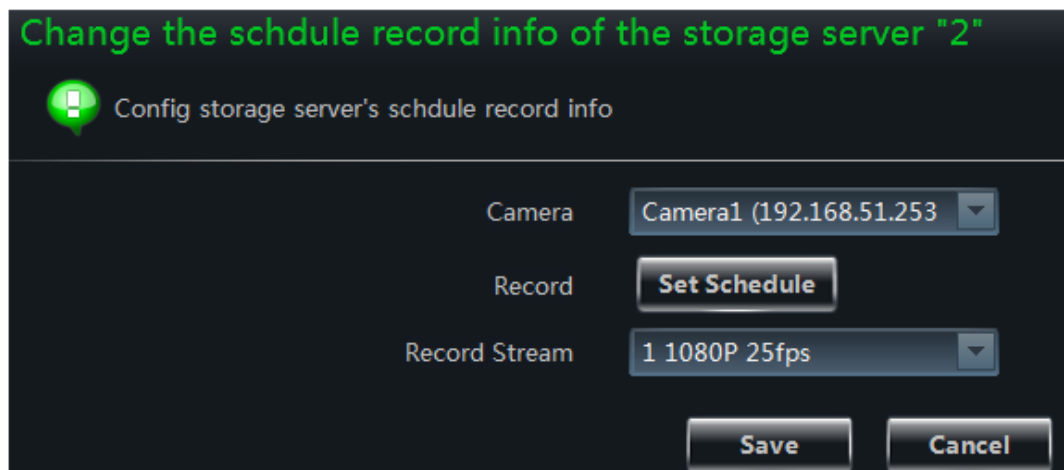 Change the schdule record info of the storage server "2"
Config storage server's schdule record info
Camera Camera1 (192.168.51.253
Record Set Schedule
Record Stream 1 1080P 25fps
Save Cancel